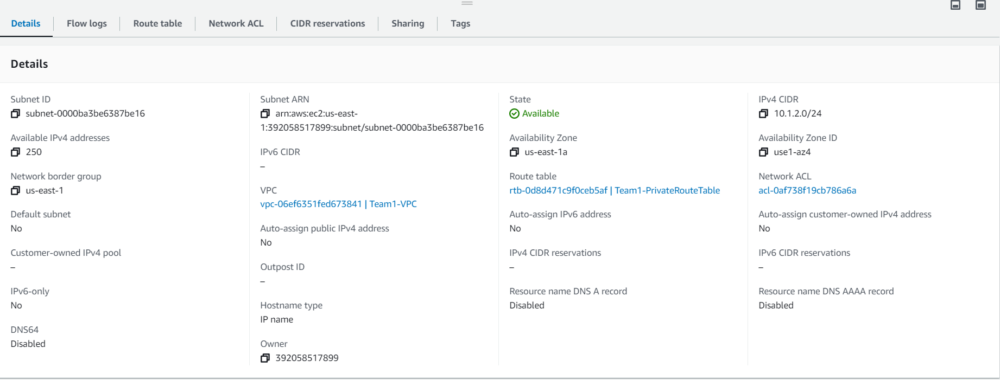 Details
Flow logs
Route table
Network ACL
CIDR reservations
Sharing
Tags
Details
Subnet ID
subnet-0000ba3be6387be16
Available IPv4 addresses
250
Network border group
us-east-1
Default subnet
No
Customer-owned IPv4 pool
–
IPv6-only
No
DNS64
Disabled
Subnet ARN
arn:aws:ec2:us-east-
1:392058517899:subnet/subnet-0000ba3be6387be16
IPv6 CIDR
–
VPC
vpc-06ef6351fed673841 | Team1-VPC
Auto-assign public IPv4 address
No
Outpost ID
–
Hostname type
IP name
Owner
392058517899
State
Available
Availability Zone
us-east-1a
Route table
rtb-0d8d471c9f0ceb5af | Team1-PrivateRouteTable
Auto-assign IPv6 address
No
IPv4 CIDR reservations
–
Resource name DNS A record
Disabled
IPv4 CIDR
10.1.2.0/24
Availability Zone ID
use1-az4
Network ACL
acl-0af738f19cb786a6a
Auto-assign customer-owned IPv4 address
No
IPv6 CIDR reservations
–
Resource name DNS AAAA record
Disabled